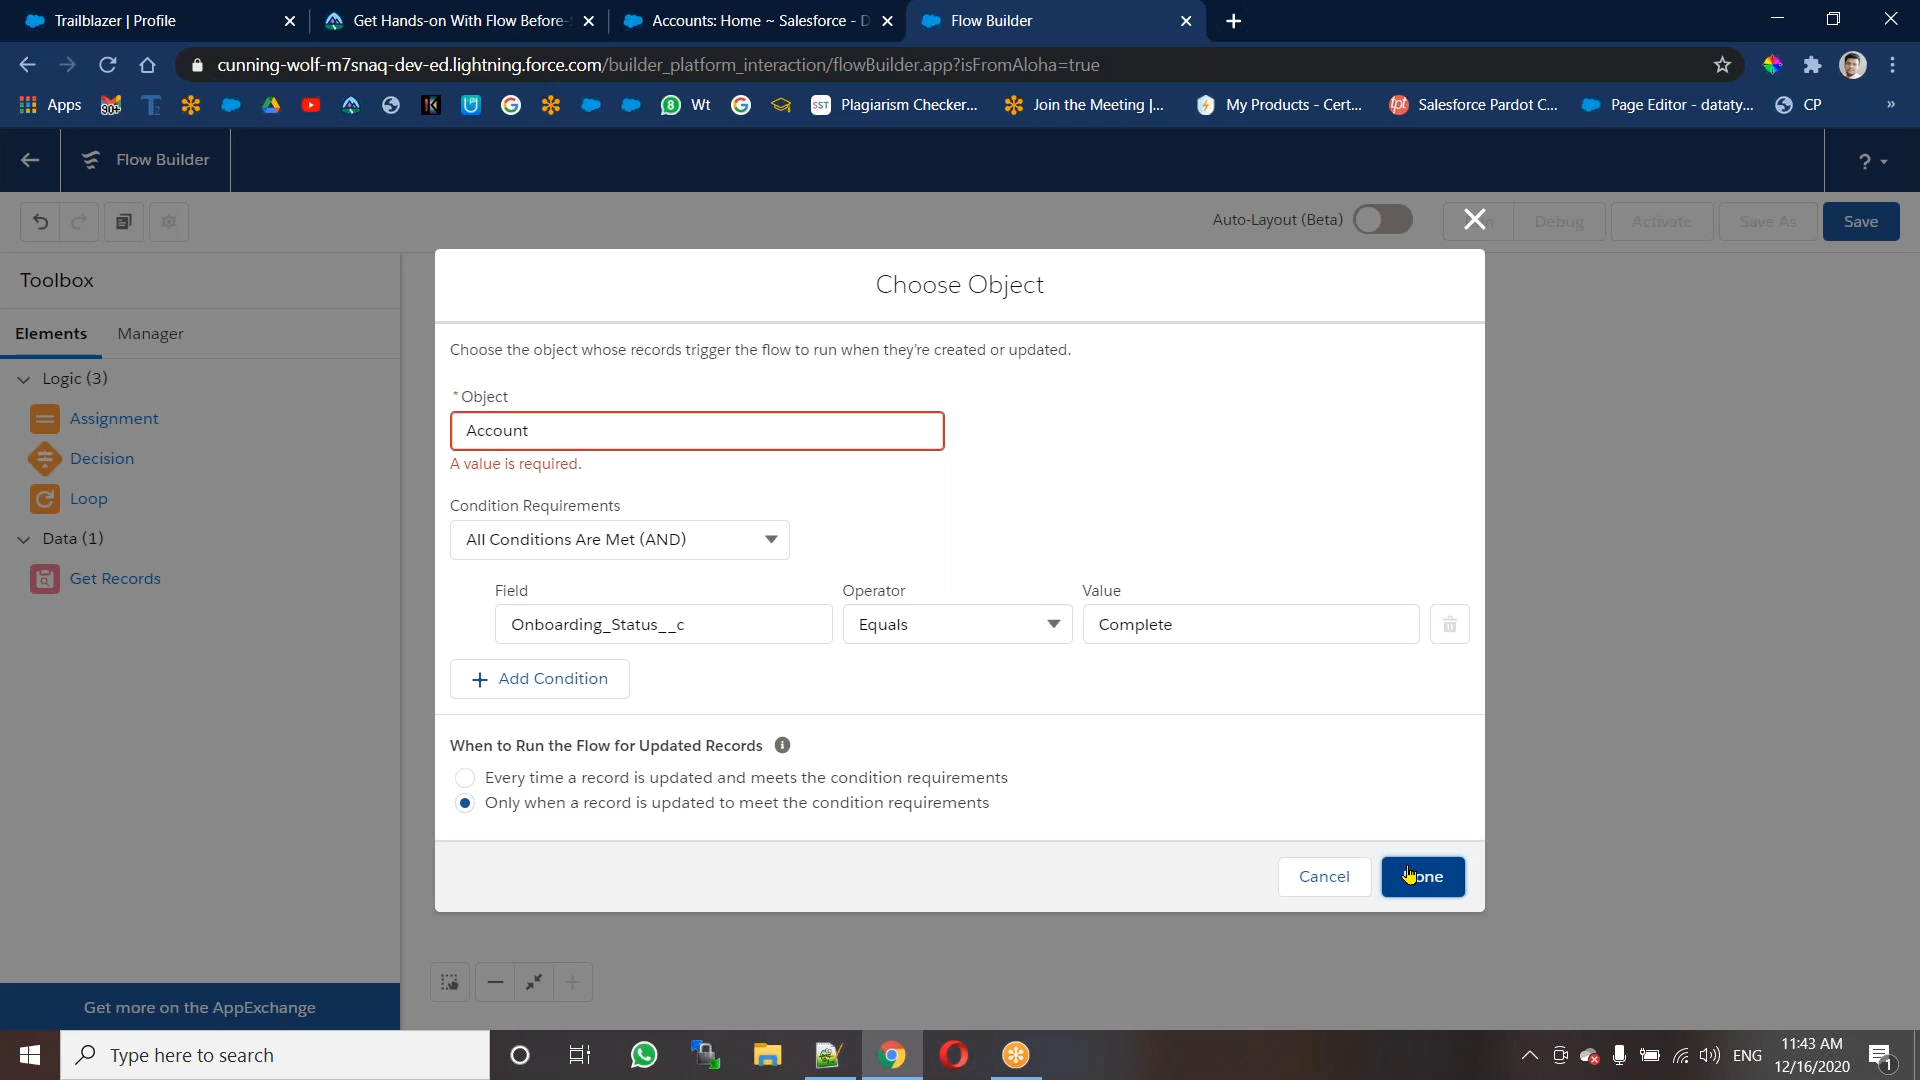 Trailblazer | Profile
Get Hands-on With Flow Before-
Accounts: Home ~ Salesforce - D
Flow Builder
cunning-wolf-m7snaq-dev-ed.lightning.force.com/builder_platform_interaction/flowBuilder.app?isFromAloha=true
Apps
Wt
Plagiarism Checker...
Join the Meeting |...
My Products - Cert...
Salesforce Pardot C...
Page Editor - dataty...
CP
»
Flow Builder
?
Auto-Layout (Beta)
Debug
Activate
Save As
Save
Toolbox
Elements
Manager
Logic (3)
Assignment
Decision
Loop
Data (1)
Get Records
Get more on the AppExchange
Choose Object
Choose the object whose records trigger the flow to run when they're created or updated.
* Object
Account
A value is required.
Condition Requirements
All Conditions Are Met (AND)
Field
Operator
Value
Onboarding_Status__c
Equals
Complete
+ Add Condition
When to Run the Flow for Updated Records
Every time a record is updated and meets the condition requirements
Only when a record is updated to meet the condition requirements
Cancel
Type here to search
ENG
11:43 AM
12/16/2020
1